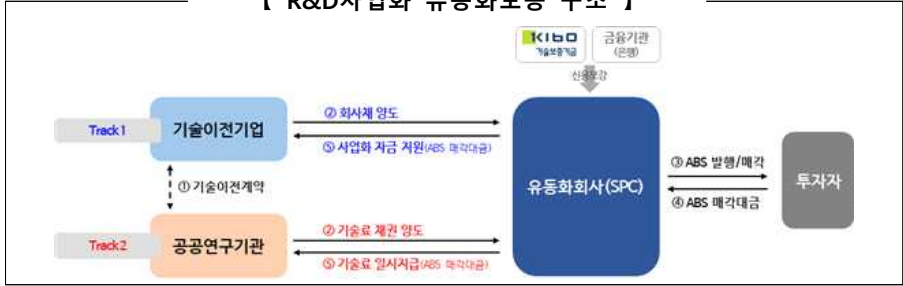 【 R&D사업화 유동화보증 구조 】
KIBO
기술보증기금
금융기관
(은행)
신용보강
Track1
기술이전기업
② 회사채 양도
⑤ 사업화 자금 지원(ABS 매각대금)
① 기술이전계약
유동화회사(SPC)
③ ABS 발행/매각
④ ABS 매각대금
투자자
Track2
공공연구기관
② 기술료 채권 양도
⑤ 기술료 일시지급(ABS 매각대금)